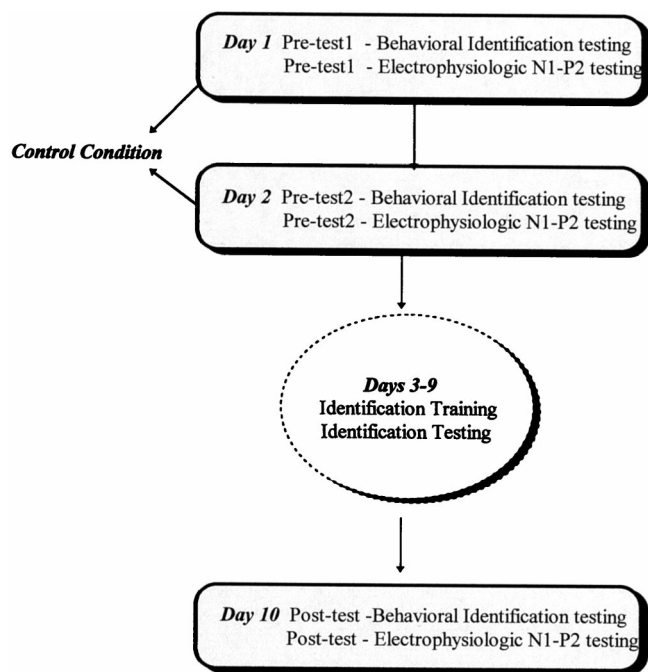 Day 1 Pre-test1 - Behavioral Identification testing
Pre-test1 - Electrophysiologic N1-P2 testing
Control Condition
Day 2 Pre-test2 - Behavioral Identification testing
Pre-test2 - Electrophysiologic N1-P2 testing
Days 3-9
Identification Training
Identification Testing
Day 10 Post-test -Behavioral Identification testing
Post-test - Electrophysiologic N1-P2 testing